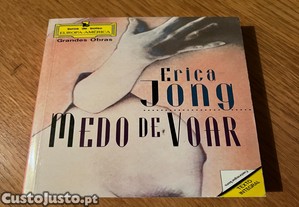 EUROPA-AMÉRICA
Grandes Obras
Erica
Jong
MEDO DE VOAR
TEXTO
INTEGRAL
CustoJusto.pt